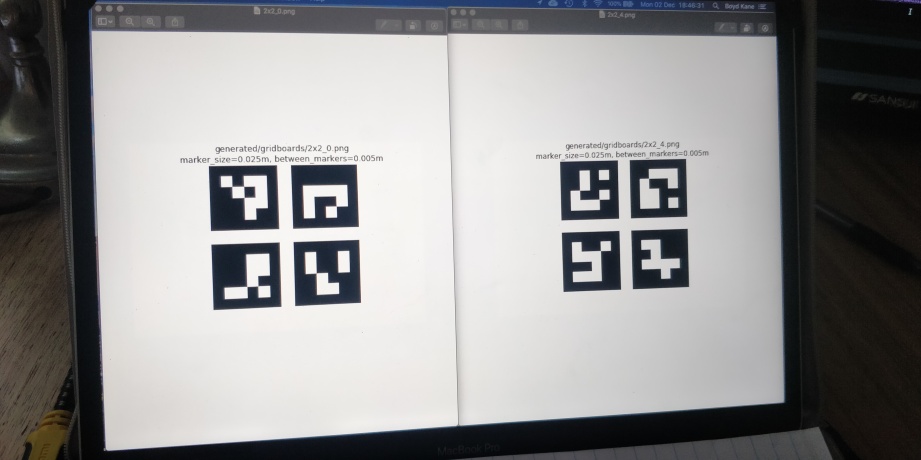 2x2_0.png
2x2_4.png
100%
Mon 02 Dec 18:46:31
Boyd Kane
generated/gridboards/2x2_0.png
marker_size=0.025m, between_markers=0.005m
generated/gridboards/2x2_4.png
marker_size=0.025m, between_markers=0.005m
MacBook Pro